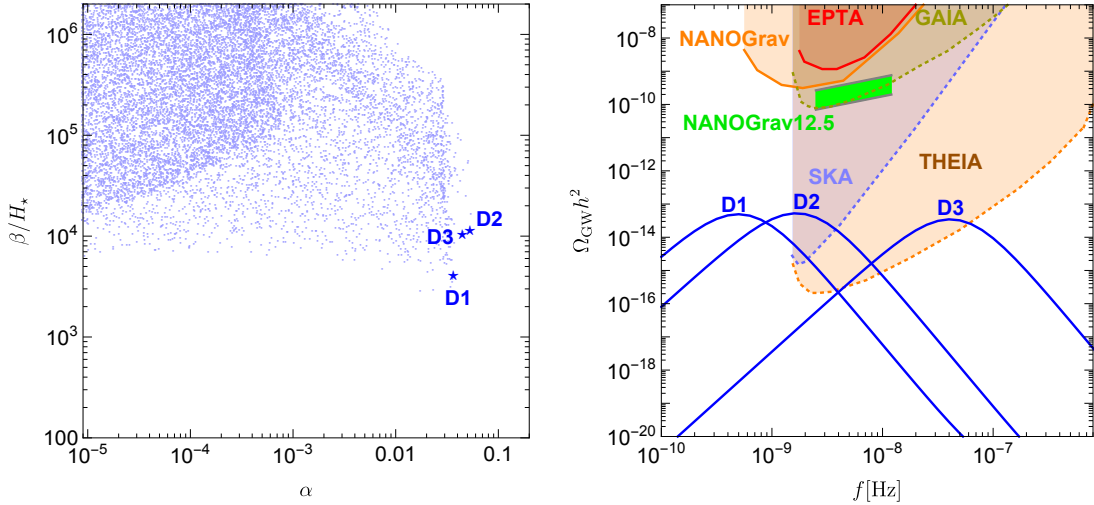 10^6
10^5
10^4
10^3
100
β/H⋆
D3
D2
D1
10^-5
10^-4
10^-3
0.01
0.1
α
10^-8
10^-10
10^-12
10^-14
10^-16
10^-18
10^-20
Ω_GW h^2
EPTA
GAIA
NANOGrav
NANOGrav12.5
SKA
THEIA
D1
D2
D3
10^-10
10^-9
10^-8
10^-7
f[Hz]